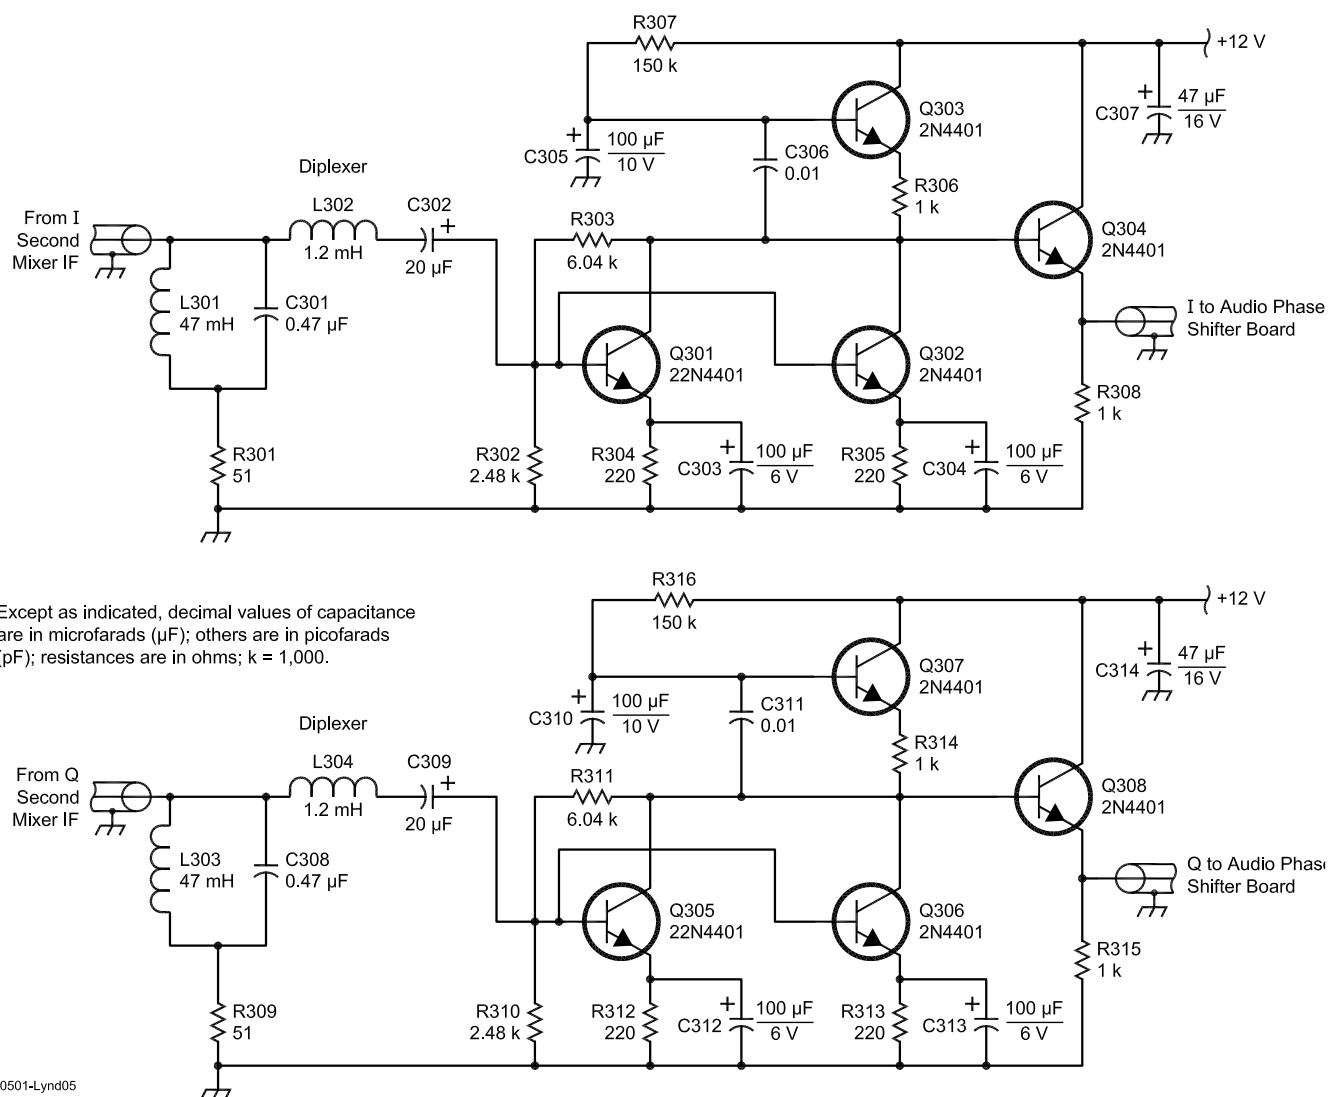 R307
150 k
+12 V
Q303
2N4401
+
C307
47 µF
16 V
+
C305
100 µF
10 V
C306
0.01
Diplexer
R306
1 k
From I
Second
Mixer IF
L302
1.2 mH
C302
+
20 µF
R303
6.04 k
Q304
2N4401
L301
47 mH
C301
0.47 µF
I to Audio Phase
Shifter Board
Q301
22N4401
Q302
2N4401
R308
1 k
R301
51
R302
2.48 k
R304
220
+
C303
100 µF
6 V
R305
220
+
C304
100 µF
6 V
Except as indicated, decimal values of capacitance
are in microfarads (µF); others are in picofarads
(pF); resistances are in ohms; k = 1,000.
R316
150 k
+12 V
Q307
2N4401
+
C314
47 µF
16 V
+
C310
100 µF
10 V
C311
0.01
Diplexer
R314
1 k
From Q
Second
Mixer IF
L304
1.2 mH
C309
+
20 µF
R311
6.04 k
Q308
2N4401
L303
47 mH
C308
0.47 µF
Q to Audio Phase
Shifter Board
Q305
22N4401
Q306
2N4401
R315
1 k
R309
51
R310
2.48 k
R312
220
+
C312
100 µF
6 V
R313
220
+
C313
100 µF
6 V
0501-Lynd05